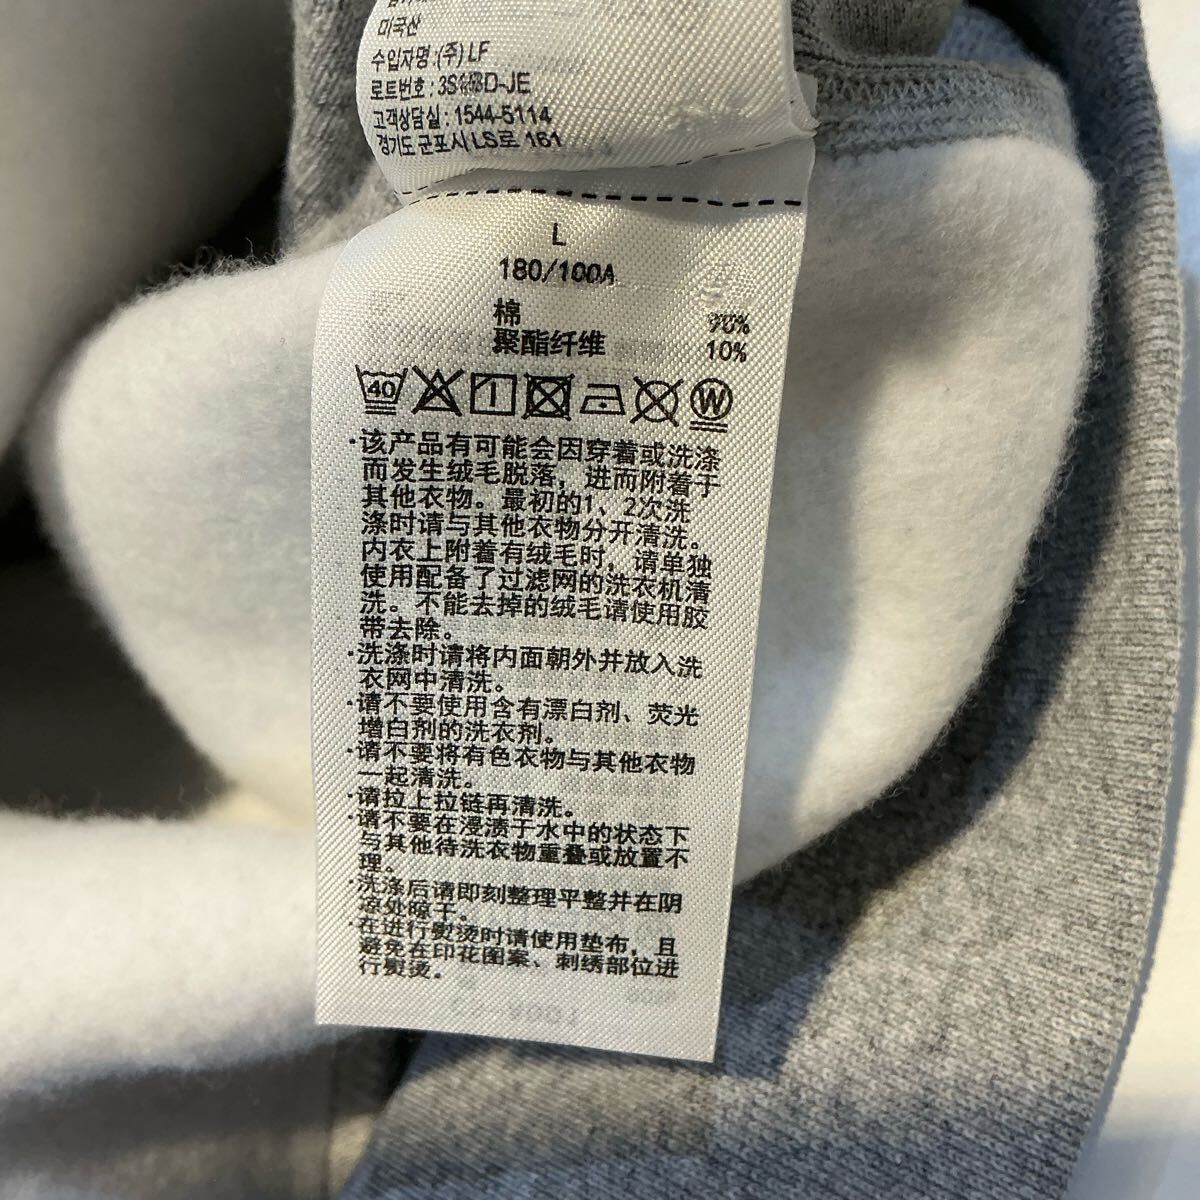 미국산
수입자명 :(주) LF
고객상담실 : 1544-5114
경기도 군포시 LS로 161
L
180/100A
棉 90%
聚酯纤维 10%
40
W
·该产品有可能会因穿着或洗涤
而发生绒毛脱落，进而附着于
其他衣物。最初的1、2次洗
涤时请与其他衣物分开清洗。
内衣上附着有绒毛时，请单独
使用配备了过滤网的洗衣机清
洗。不能去掉的绒毛请使用胶
带去除。
·洗涤时请将内面朝外并放入洗
衣网中清洗。
·请不要使用含有漂白剂、荧光
增白剂的洗衣剂。
·请不要将有色衣物与其他衣物
一起清洗。
·请拉上拉链再清洗。
·请不要在浸渍于水中的状态下
与其他待洗衣物重叠或放置不
理。
·洗涤后请即刻整理平整并在阴
凉处晾干。
·在进行熨烫时请使用垫布，且
避免在印花图案、刺绣部位进
行熨烫。